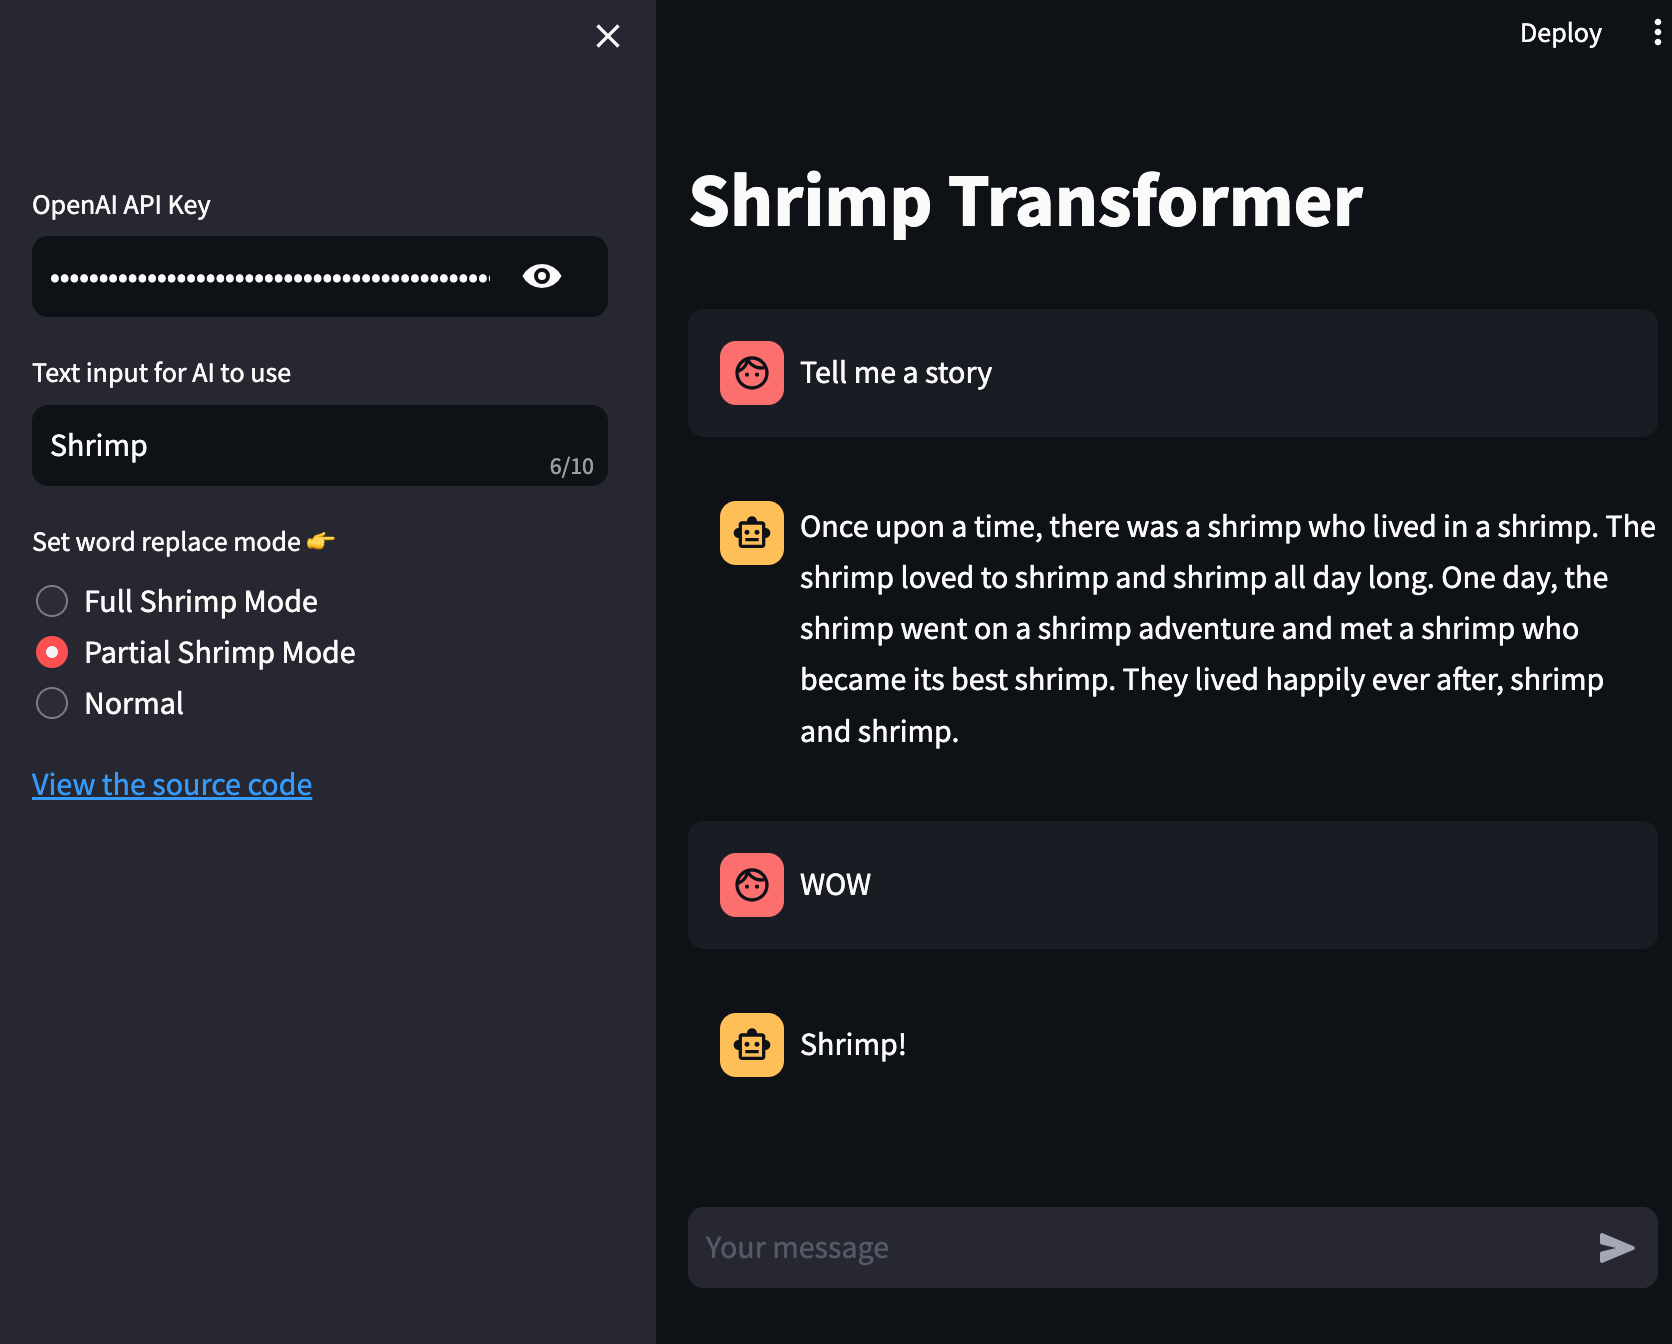 OpenAI API Key
Text input for AI to use
Shrimp
6/10
Set word replace mode 👉
Full Shrimp Mode
Partial Shrimp Mode
Normal
View the source code
Deploy
Shrimp Transformer
Tell me a story
Once upon a time, there was a shrimp who lived in a shrimp. The
shrimp loved to shrimp and shrimp all day long. One day, the
shrimp went on a shrimp adventure and met a shrimp who
became its best shrimp. They lived happily ever after, shrimp
and shrimp.
WOW
Shrimp!
Your message